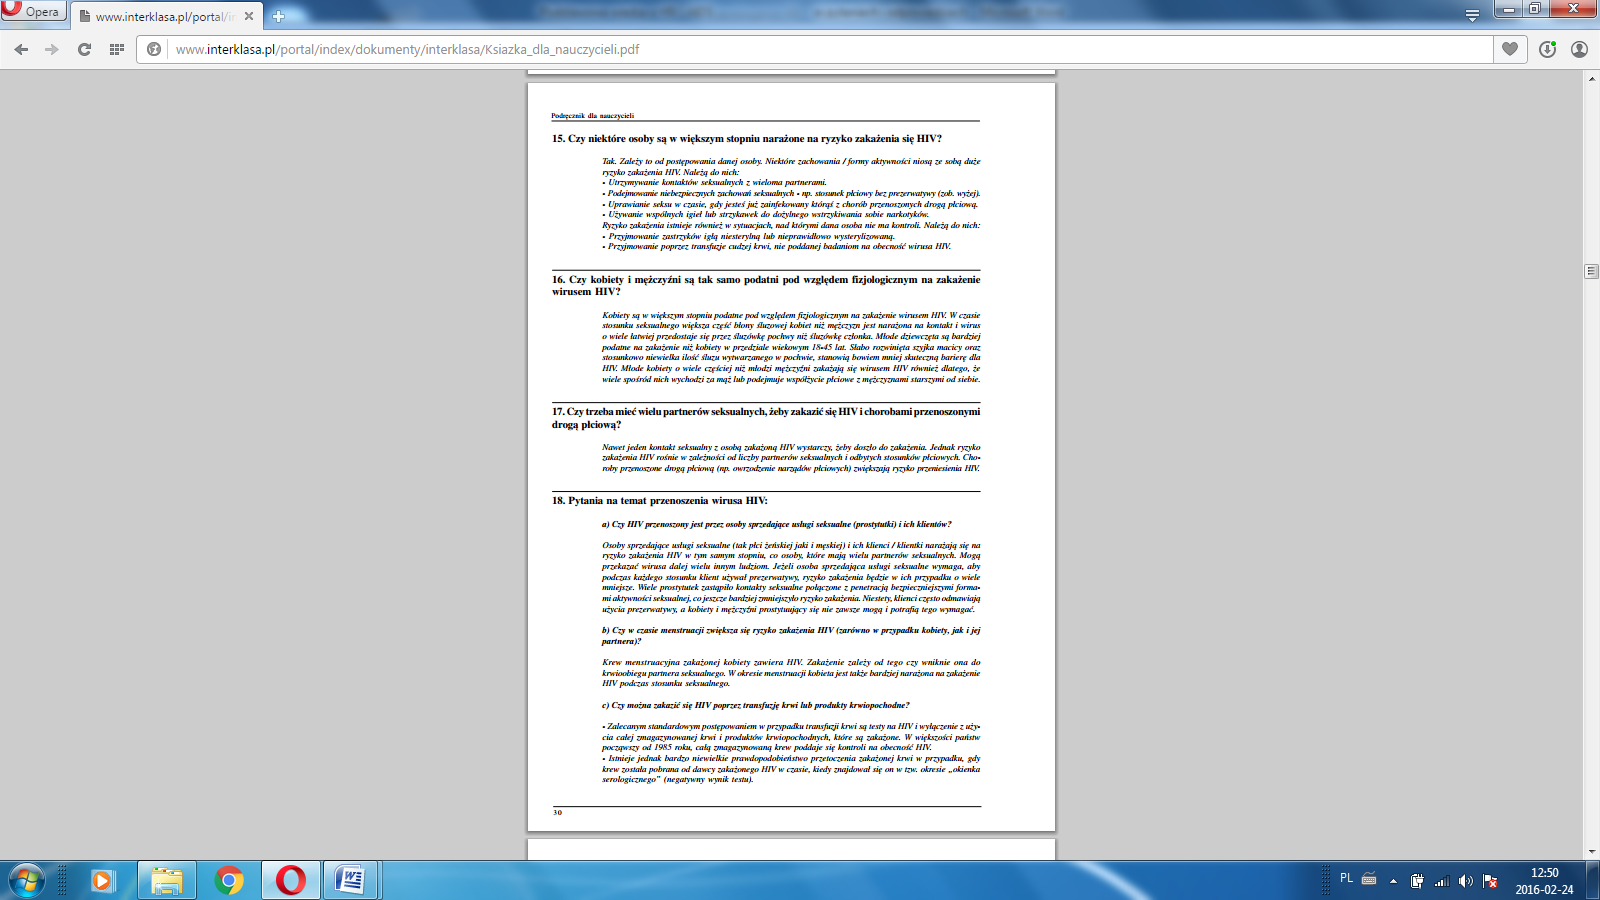 Opera
www.interklasa.pl/portal/in
www.interklasa.pl/portal/index/dokumenty/interklasa/Ksiazka_dla_nauczycieli.pdf
Podręcznik dla nauczycieli
15. Czy niektóre osoby są w większym stopniu narażone na ryzyko zakażenia się HIV?
Tak. Zależy to od postępowania danej osoby. Niektóre zachowania / formy aktywności niosą ze sobą duże
ryzyko zakażenia HIV. Należą do nich:
- Utrzymywanie kontaktów seksualnych z wieloma partnerami.
- Podejmowanie niebezpiecznych zachowań seksualnych - np. stosunek płciowy bez prezerwatywy (zob. wyżej).
- Uprawianie seksu w czasie, gdy jesteś już zainfekowany którąś z chorób przenoszonych drogą płciową.
- Używanie wspólnych igieł lub strzykawek do dożylnego wstrzykiwania sobie narkotyków.
Ryzyko zakażenia istnieje również w sytuacjach, nad którymi dana osoba nie ma kontroli. Należą do nich:
- Przyjmowanie zastrzyków igłą niesterylną lub nieprawidłowo wysterylizowaną.
- Przyjmowanie poprzez transfuzje cudzej krwi, nie poddanej badaniom na obecność wirusa HIV.
16. Czy kobiety i mężczyźni są tak samo podatni pod względem fizjologicznym na zakażenie
wirusem HIV?
Kobiety są w większym stopniu podatne pod względem fizjologicznym na zakażenie wirusem HIV. W czasie
stosunku seksualnego większa część błony śluzowej kobiet niż mężczyzn jest narażona na kontakt i wirus
o wiele łatwiej przedostaje się przez śluzówkę pochwy niż śluzówkę członka. Młode dziewczęta są bardziej
podatne na zakażenie niż kobiety w przedziale wiekowym 18-45 lat. Słabo rozwinięta szyjka macicy oraz
stosunkowo niewielka ilość śluzu wytwarzanego w pochwie, stanowią bowiem mniej skuteczną barierę dla
HIV. Młode kobiety o wiele częściej niż młodzi mężczyźni zakażają się wirusem HIV również dlatego, że
wiele spośród nich wychodzi za mąż lub podejmuje współżycie płciowe z mężczyznami starszymi od siebie.
17. Czy trzeba mieć wielu partnerów seksualnych, żeby zakazić się HIV i chorobami przenoszonymi
drogą płciową?
Nawet jeden kontakt seksualny z osobą zakażoną HIV wystarczy, żeby doszło do zakażenia. Jednak ryzyko
zakażenia HIV rośnie w zależności od liczby partnerów seksualnych i odbytych stosunków płciowych. Cho-
roby przenoszone drogą płciową (np. owrzodzenie narządów płciowych) zwiększają ryzyko przeniesienia HIV.
18. Pytania na temat przenoszenia wirusa HIV:
a) Czy HIV przenoszony jest przez osoby sprzedające usługi seksualne (prostytutki) i ich klientów?
Osoby sprzedające usługi seksualne (tak płci żeńskiej jaki i męskiej) i ich klienci / klientki narażają się na
ryzyko zakażenia HIV w tym samym stopniu, co osoby, które mają wielu partnerów seksualnych. Mogą
przekazać wirusa dalej wielu innym ludziom. Jeżeli osoba sprzedająca usługi seksualne wymaga, aby
podczas każdego stosunku klient używał prezerwatywy, ryzyko zakażenia będzie w ich przypadku o wiele
mniejsze. Wiele prostytutek zastąpiło kontakty seksualne połączone z penetracją bezpieczniejszymi forma-
mi aktywności seksualnej, co jeszcze bardziej zmniejszyło ryzyko zakażenia. Niestety, klienci często odmawiają
użycia prezerwatywy, a kobiety i mężczyźni prostytuujący się nie zawsze mogą i potrafią tego wymagać.
b) Czy w czasie menstruacji zwiększa się ryzyko zakażenia HIV (zarówno w przypadku kobiety, jak i jej
partnera)?
Krew menstruacyjna zakażonej kobiety zawiera HIV. Zakażenie zależy od tego czy wniknie ona do
krwioobiegu partnera seksualnego. W okresie menstruacji kobieta jest także bardziej narażona na zakażenie
HIV podczas stosunku seksualnego.
c) Czy można zakazić się HIV poprzez transfuzję krwi lub produkty krwiopochodne?
- Zalecanym standardowym postępowaniem w przypadku transfuzji krwi są testy na HIV i wyłączenie z uży-
cia całej zmagazynowanej krwi i produktów krwiopochodnych, które są zakażone. W większości państw
począwszy od 1985 roku, całą zmagazynowaną krew poddaje się kontroli na obecność HIV.
- Istnieje jednak bardzo niewielkie prawdopodobieństwo przetoczenia zakażonej krwi w przypadku, gdy
krew została pobrana od dawcy zakażonego HIV w czasie, kiedy znajdował się on w tzw. okresie „okienka
serologicznego” (negatywny wynik testu).
30
PL
12:50
2016-02-24